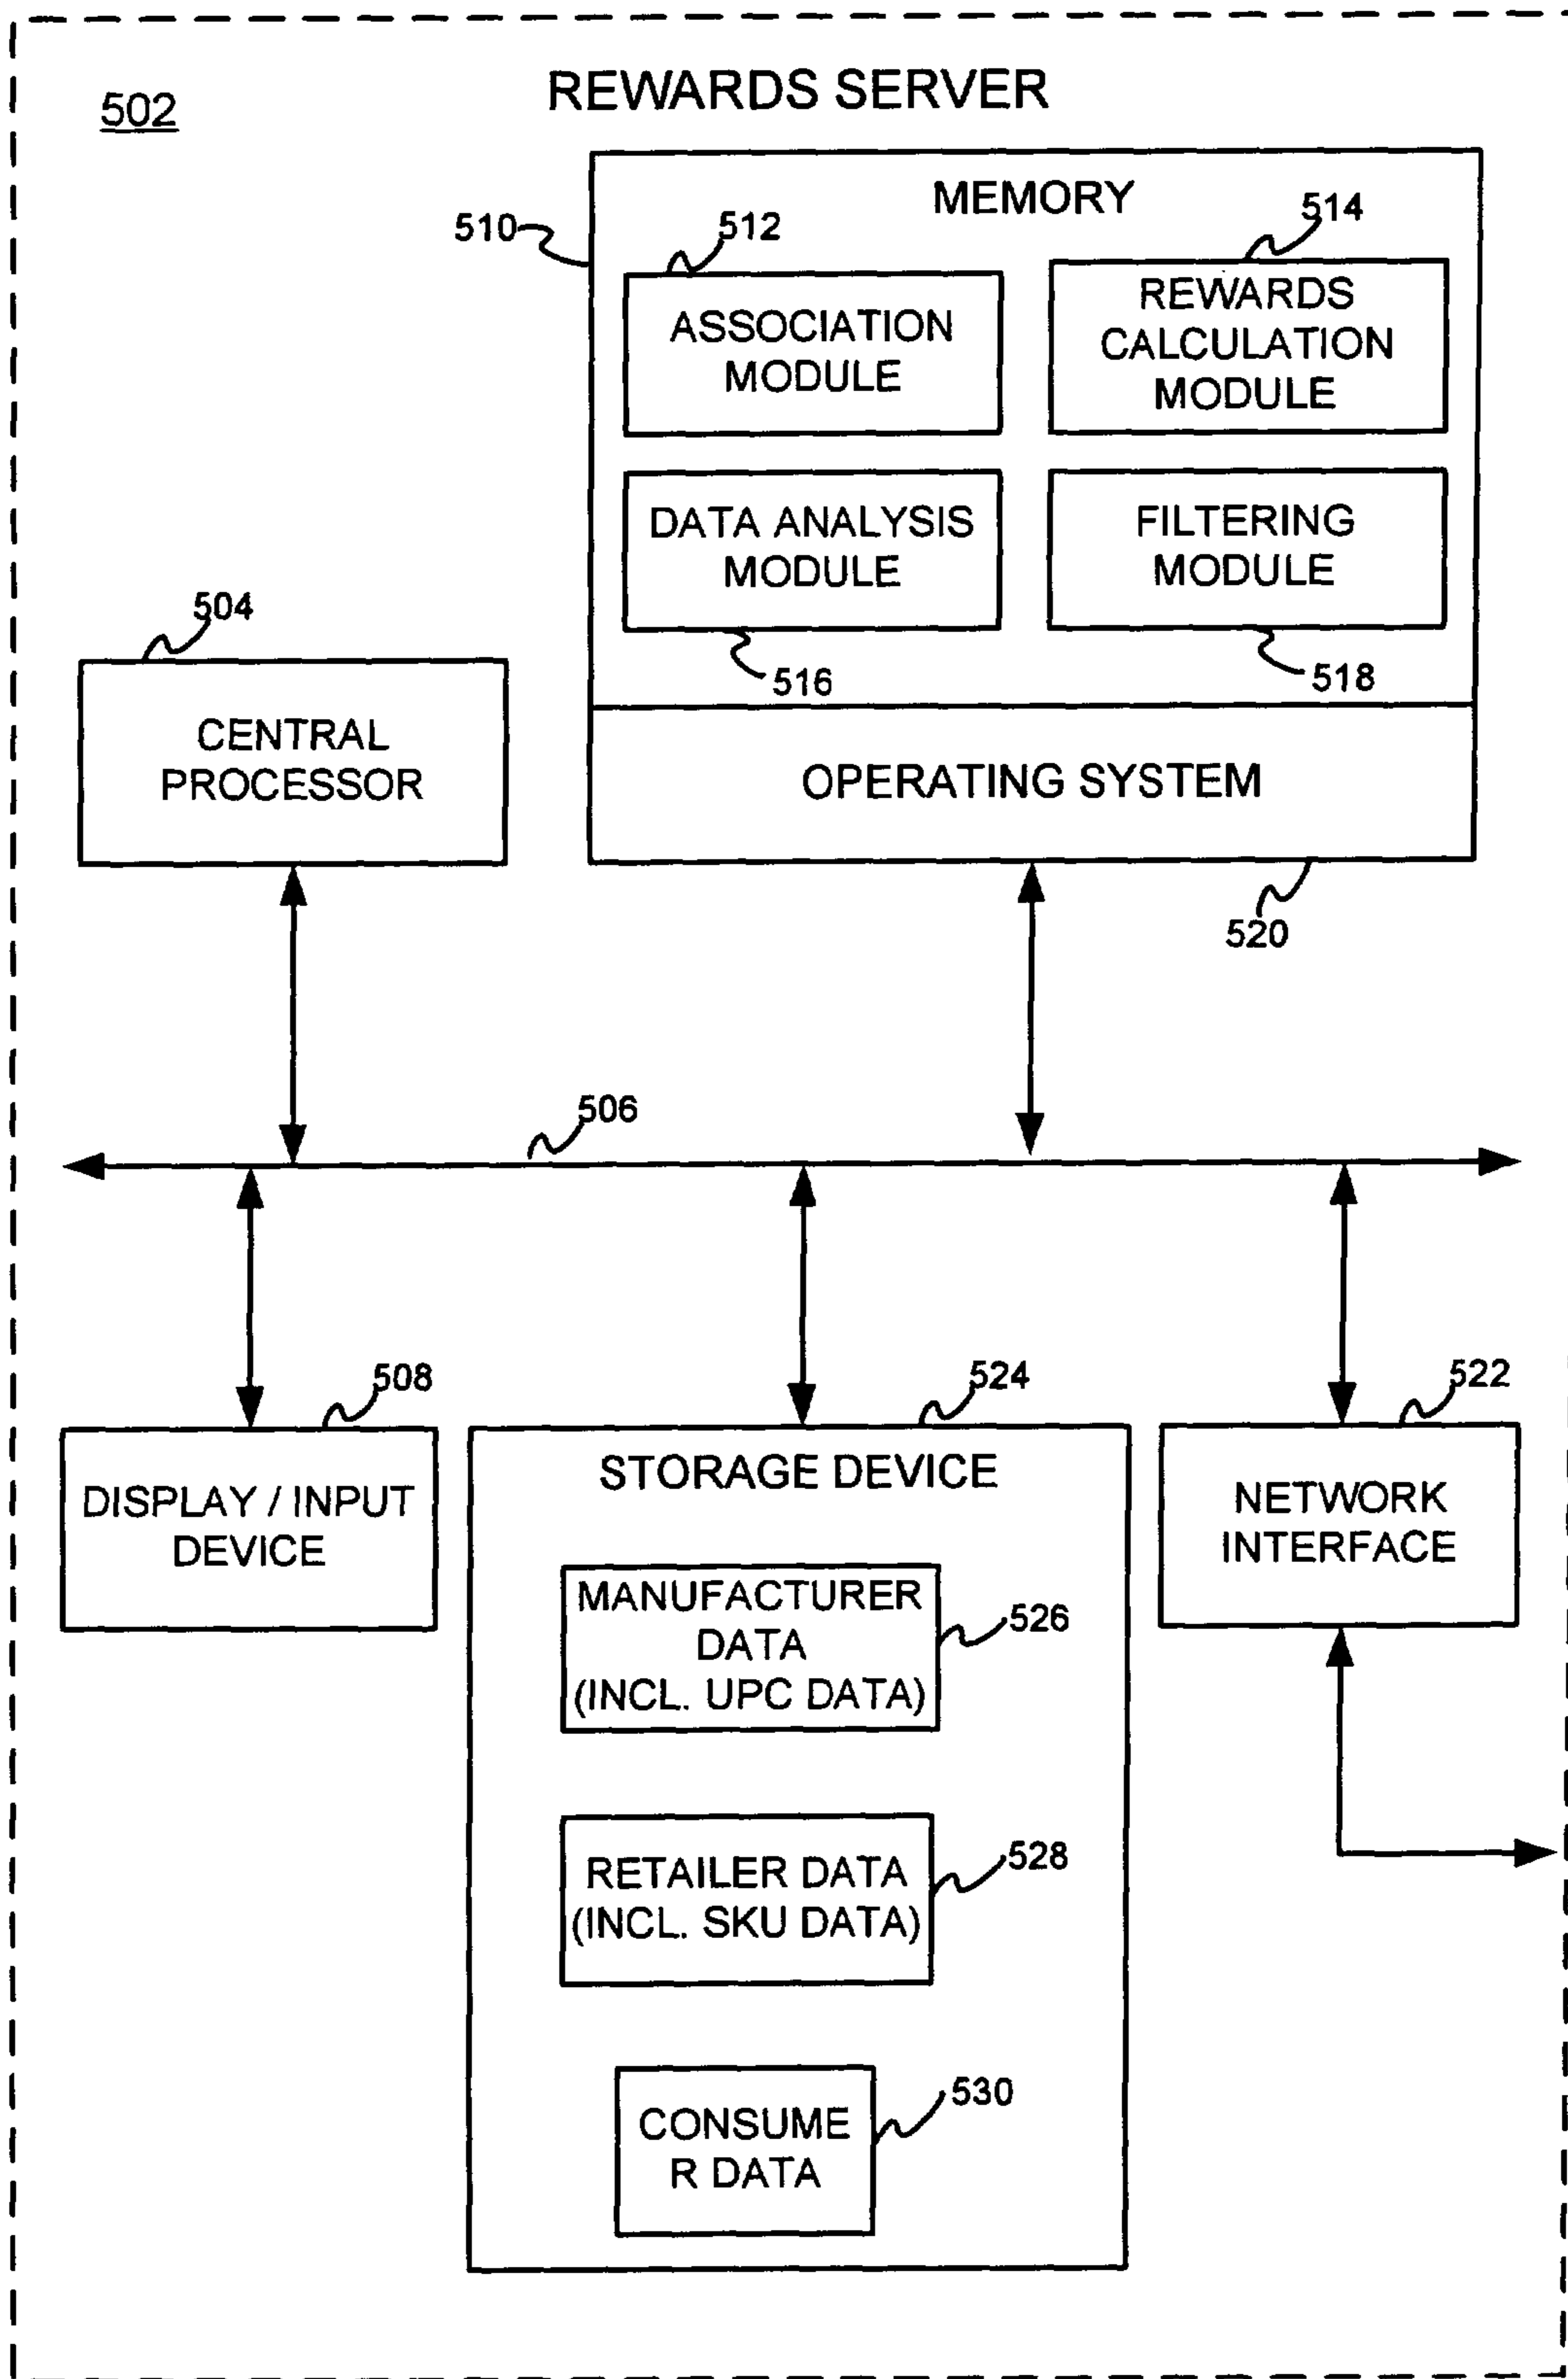 REWARDS SERVER
502
MEMORY
510
512
514
ASSOCIATION
MODULE
REWARDS
CALCULATION
MODULE
DATA ANALYSIS
MODULE
FILTERING
MODULE
516
518
504
CENTRAL
PROCESSOR
OPERATING SYSTEM
520
506
508
524
522
DISPLAY / INPUT
DEVICE
STORAGE DEVICE
NETWORK
INTERFACE
MANUFACTURER
DATA
(INCL. UPC DATA)
526
RETAILER DATA
(INCL. SKU DATA)
528
CONSUME
R DATA
530